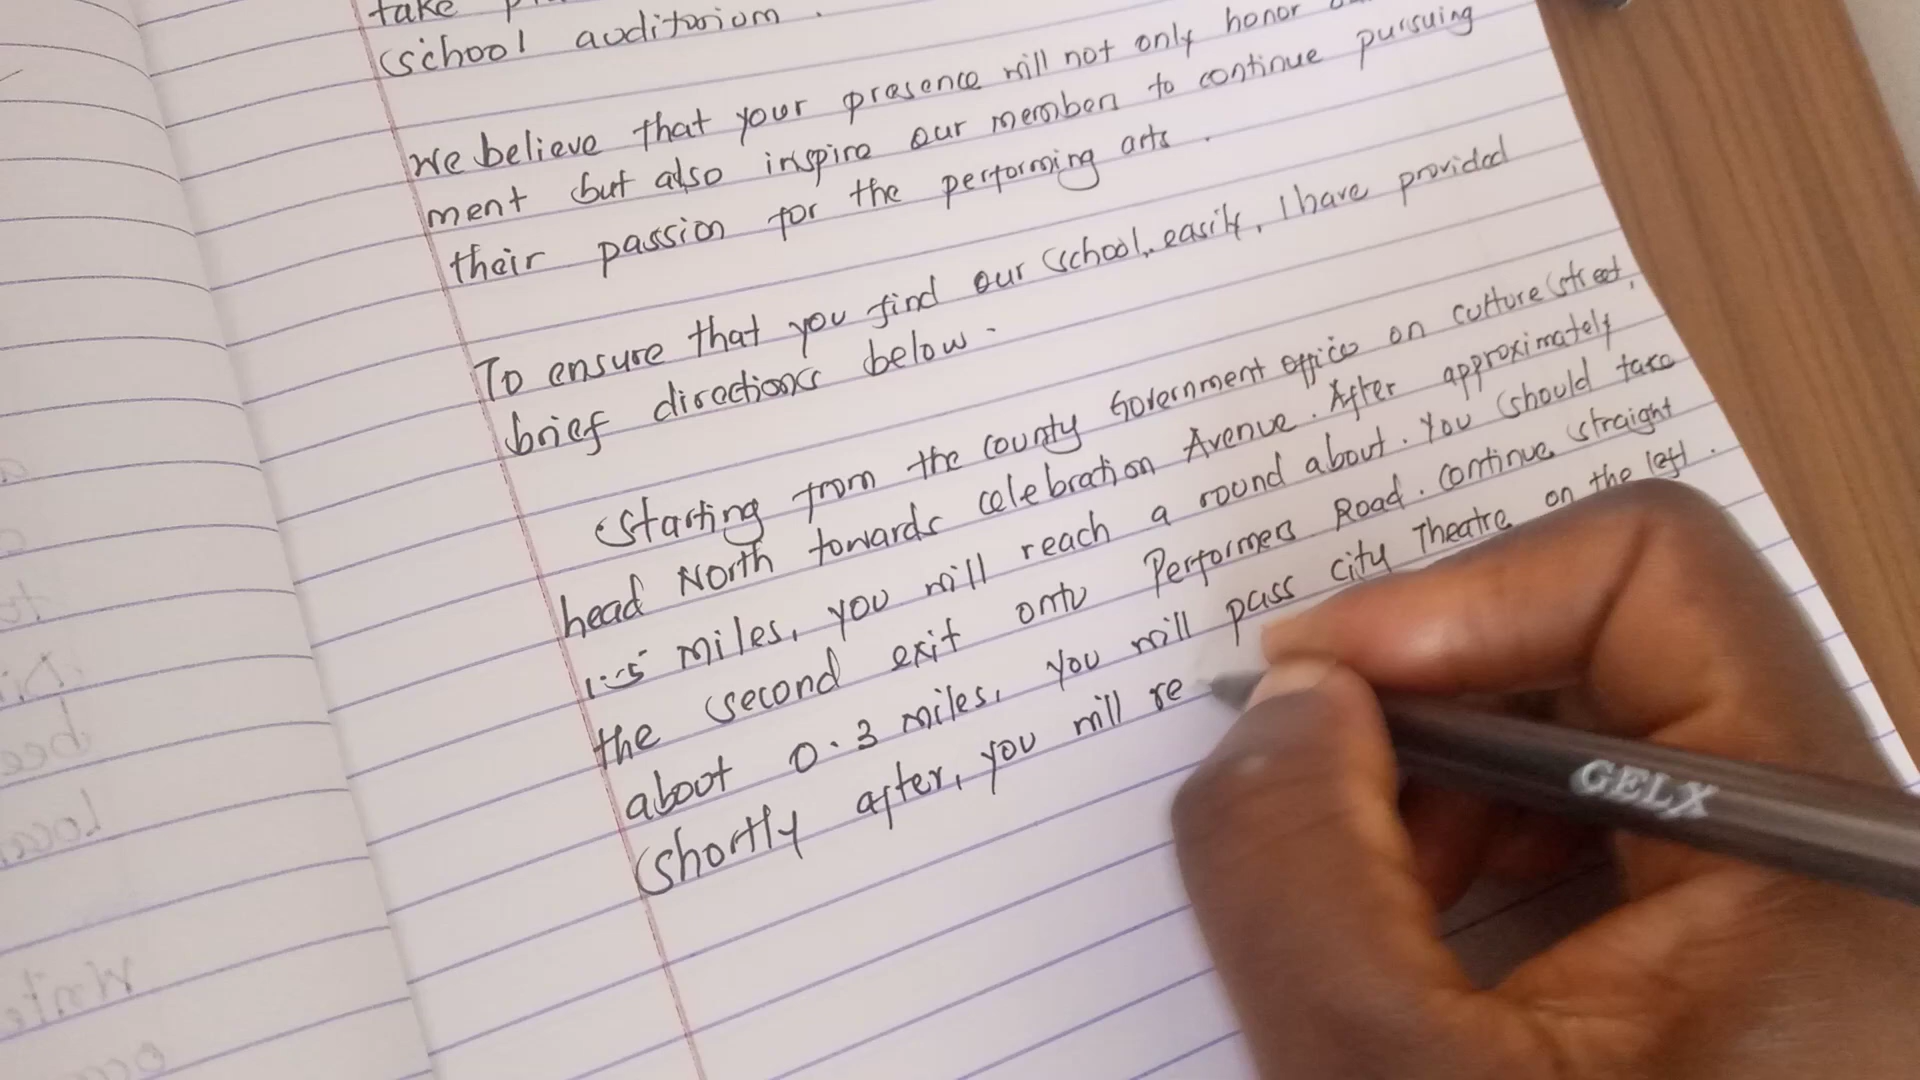 take
school auditorium.
We believe that your presence will not only honor
ment but also inspire our members to continue pursuing
their passion for the performing arts.
To ensure that you find our school easily, I have provided
brief directions below.
Starting from the county Government office on culture street,
head North towards celebration Avenue. After approximately
1.5 miles, you will reach a round about. You should take
the second exit onto Performers Road. Continue straight
about 0.3 miles, you will pass city Theatre on the left.
Shortly after, you will re
GELX